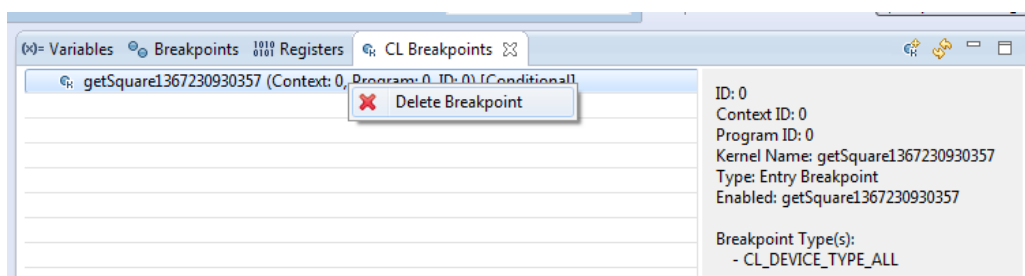 (x)= Variables Breakpoints 1010 0101 Registers CL Breakpoints
getSquare1367230930357 (Context: 0, Program: 0, ID: 0) [Conditional]
Delete Breakpoint
ID: 0
Context ID: 0
Program ID: 0
Kernel Name: getSquare1367230930357
Type: Entry Breakpoint
Enabled: getSquare1367230930357
Breakpoint Type(s):
- CL_DEVICE_TYPE_ALL